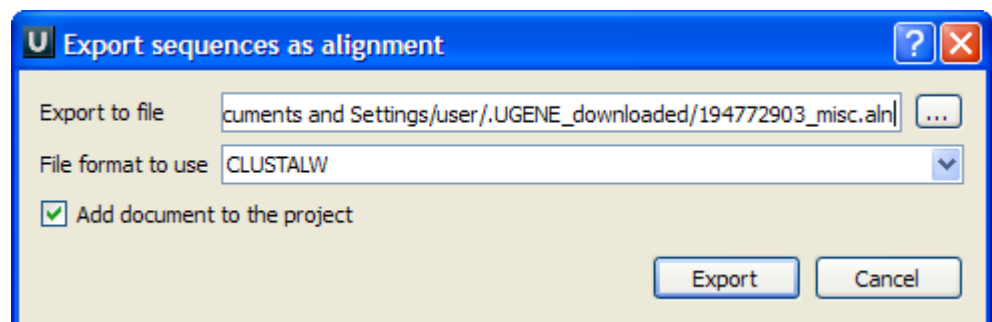 U Export sequences as alignment ?
Export to file cuments and Settings/user/.UGENE_downloaded/194772903_misc.aln ...
File format to use CLUSTALW
Add document to the project
Export Cancel